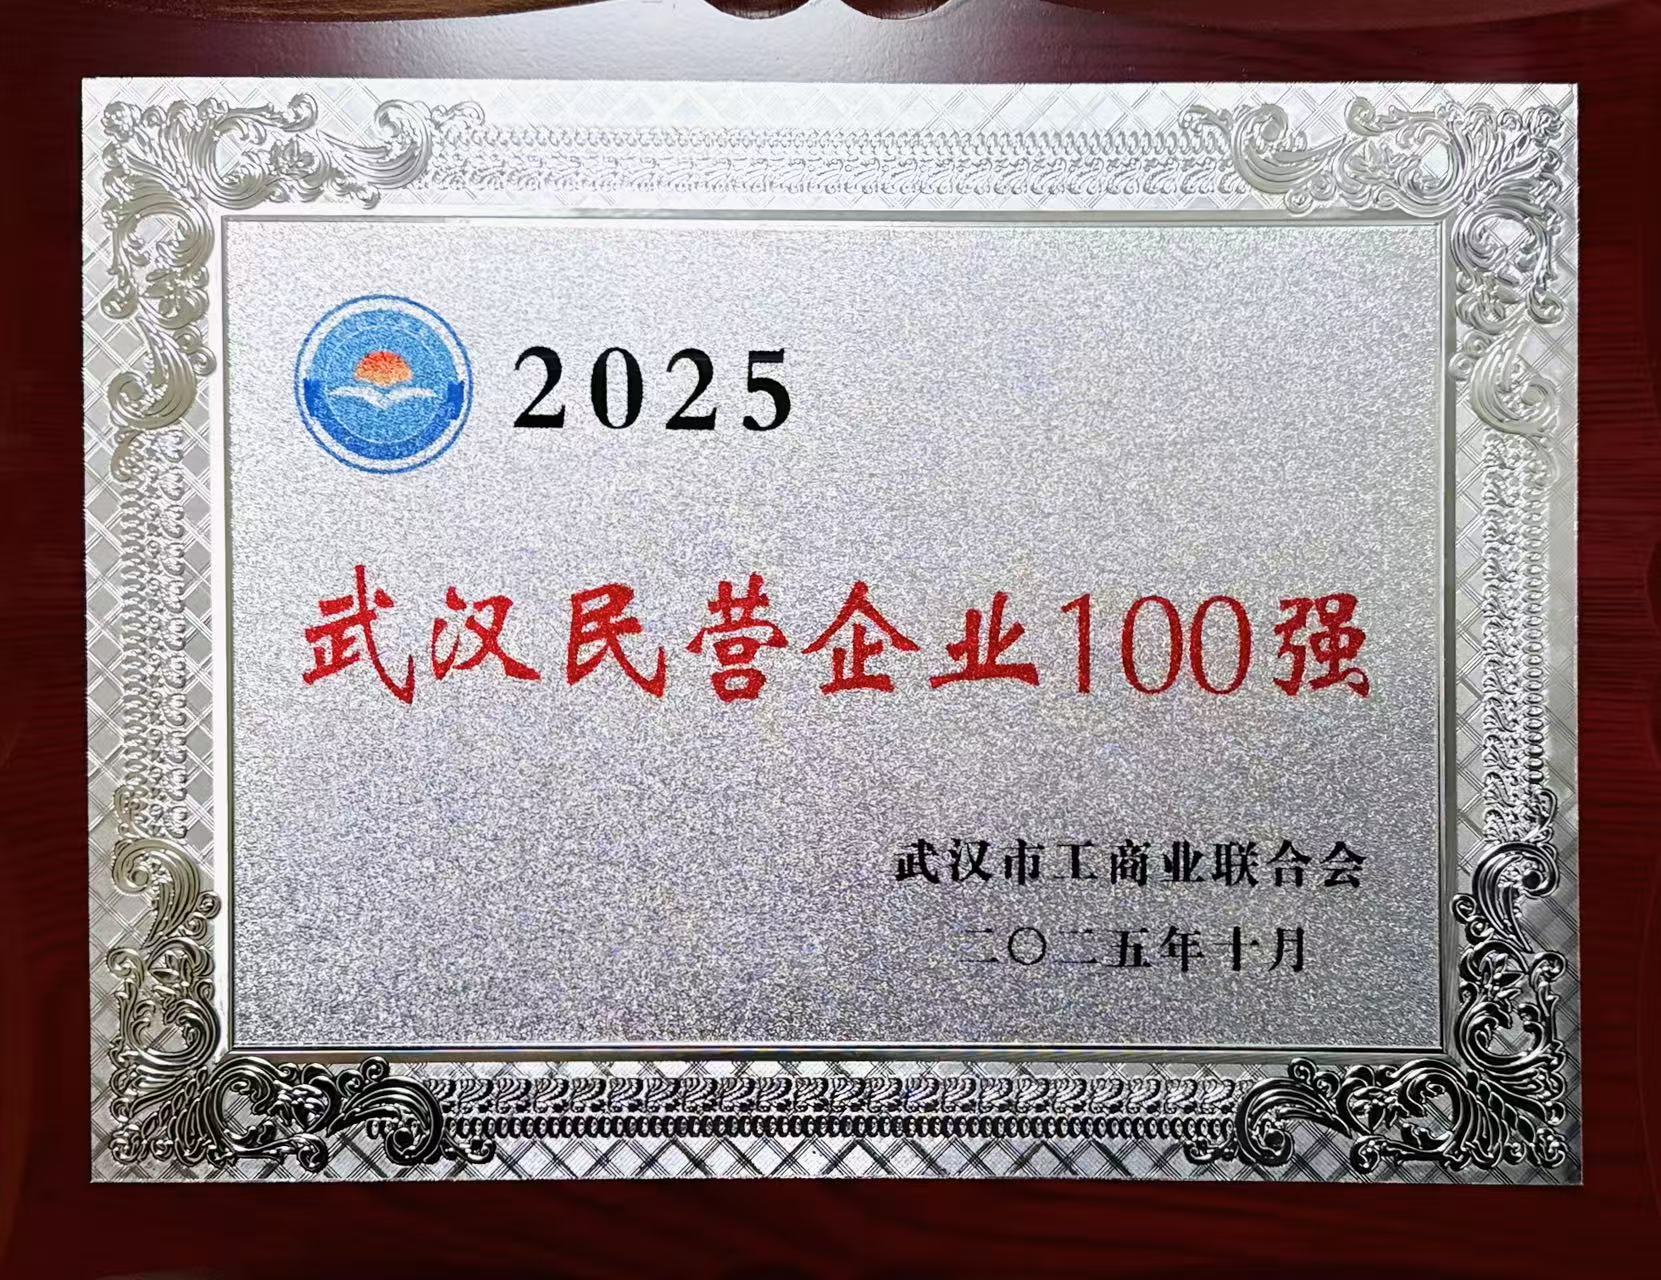 2025
武汉民营企业100强
武汉市工商业联合会
二〇二五年十月